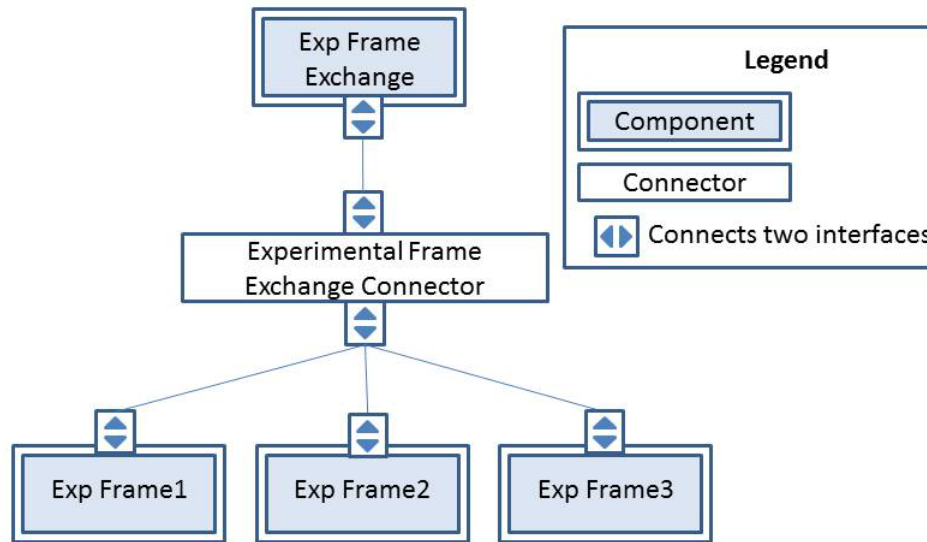 Exp Frame
Exchange
Legend
Component
Connector
Connects two interfaces
Experimental Frame
Exchange Connector
Exp Frame1
Exp Frame2
Exp Frame3